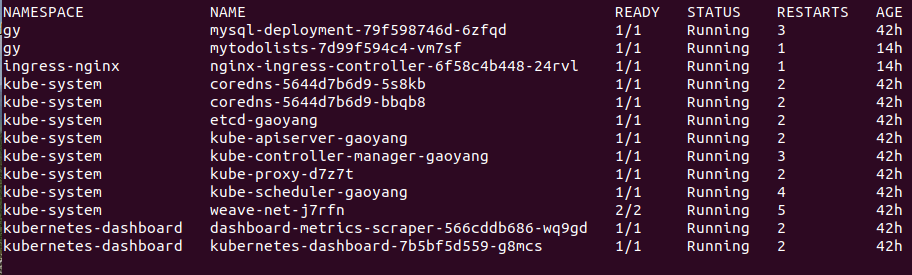 NAMESPACE NAME READY STATUS RESTARTS AGE
gy mysql-deployment-79f598746d-6zfqd 1/1 Running 3 42h
gy mytodolists-7d99f594c4-vm7sf 1/1 Running 1 14h
ingress-nginx nginx-ingress-controller-6f58c4b448-24rvl 1/1 Running 1 14h
kube-system coredns-5644d7b6d9-5s8kb 1/1 Running 2 42h
kube-system coredns-5644d7b6d9-bbqb8 1/1 Running 2 42h
kube-system etcd-gaoyang 1/1 Running 2 42h
kube-system kube-apiserver-gaoyang 1/1 Running 2 42h
kube-system kube-controller-manager-gaoyang 1/1 Running 3 42h
kube-system kube-proxy-d7z7t 1/1 Running 2 42h
kube-system kube-scheduler-gaoyang 1/1 Running 4 42h
kube-system weave-net-j7rfn 2/2 Running 5 42h
kubernetes-dashboard dashboard-metrics-scraper-566cddb686-wq9gd 1/1 Running 2 42h
kubernetes-dashboard kubernetes-dashboard-7b5bf5d559-g8mcs 1/1 Running 2 42h